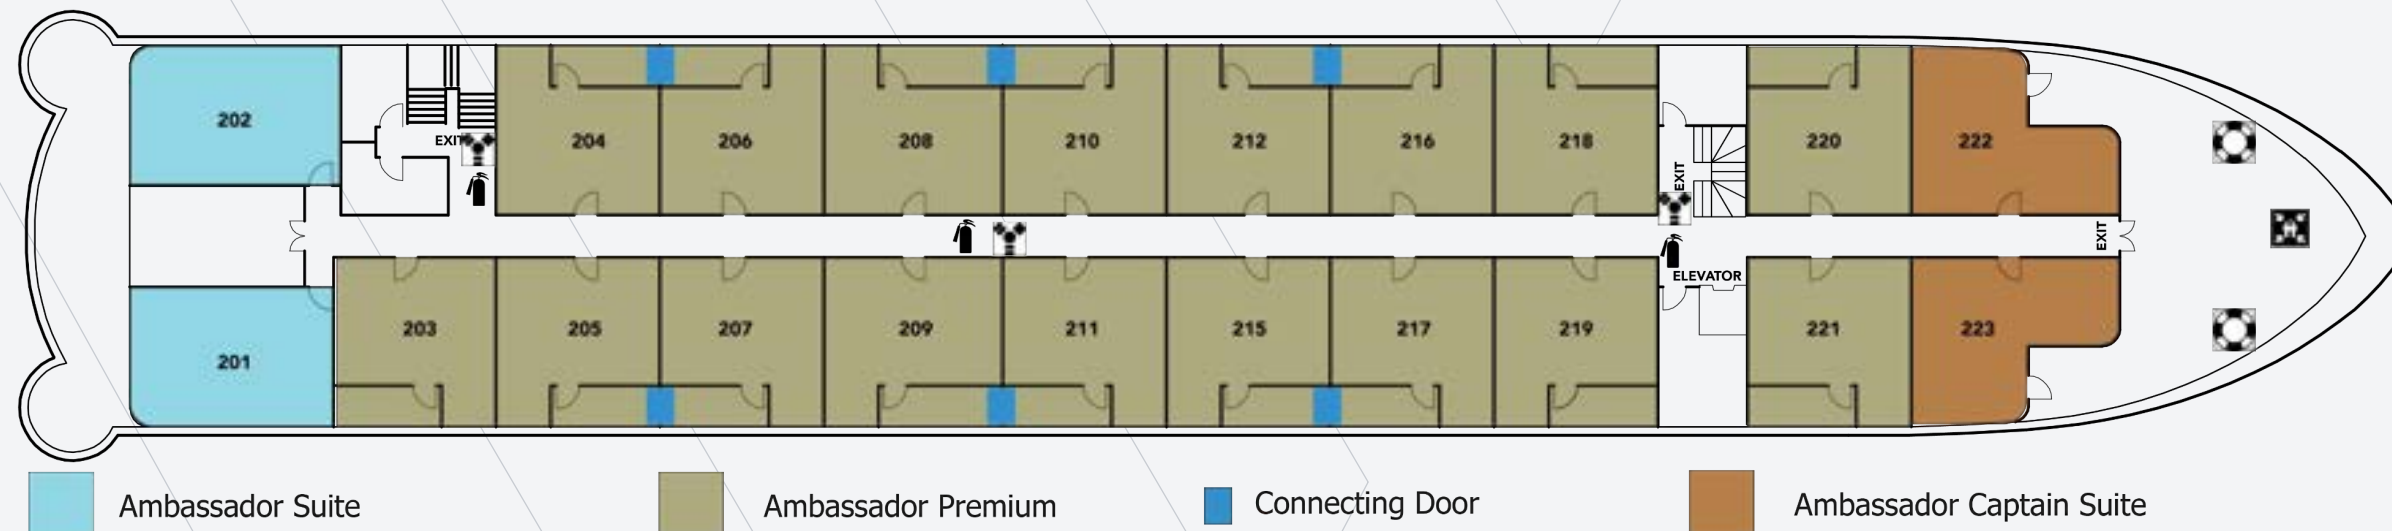 202
EXIT
204
206
208
210
212
216
218
EXIT
220
222
EXIT
ELEVATOR
201
203
205
207
209
211
215
217
219
221
223
Ambassador Suite
Ambassador Premium
Connecting Door
Ambassador Captain Suite